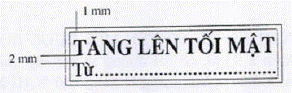 1 mm
2 mm
TĂNG LÊN TỐI MẬT
Từ...........................................